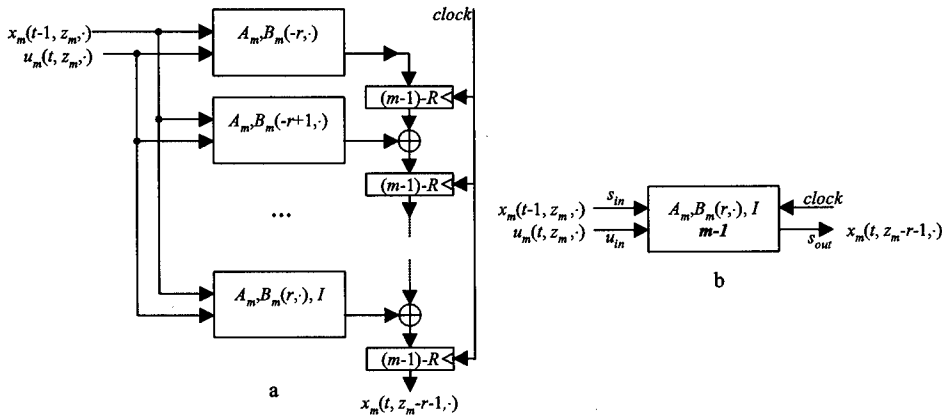 x_m(t-1, z_m,·)
u_m(t, z_m,·)
A_m,B_m(-r,·)
clock
(m-1)-R
A_m,B_m(-r+1,·)
(m-1)-R
...
A_m,B_m(r,·), I
(m-1)-R
a
x_m(t, z_m-r-1,·)
x_m(t-1, z_m,·)
s_in
u_m(t, z_m,·)
u_in
A_m,B_m(r,·), I
m-1
clock
s_out
x_m(t, z_m-r-1,·)
b